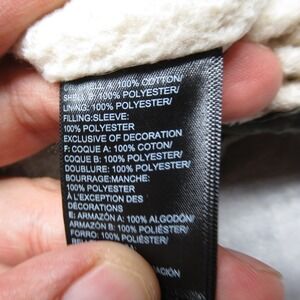 SHELL A: 100% COTTON/
SHELL B: 100% POLYESTER/
LINING: 100% POLYESTER/
FILLING:SLEEVE:
100% POLYESTER
EXCLUSIVE OF DECORATION
F: COQUE A: 100% COTON/
COQUE B: 100% POLYESTER/
DOUBLURE: 100% POLYESTER/
BOURRAGE:MANCHE:
100% POLYESTER
À L'EXCEPTION DES
DÉCORATIONS
E: ARMAZÓN A: 100% ALGODÓN/
ARMAZÓN B: 100% POLIÉSTER/
FORRO: 100% POLIÉSTER/